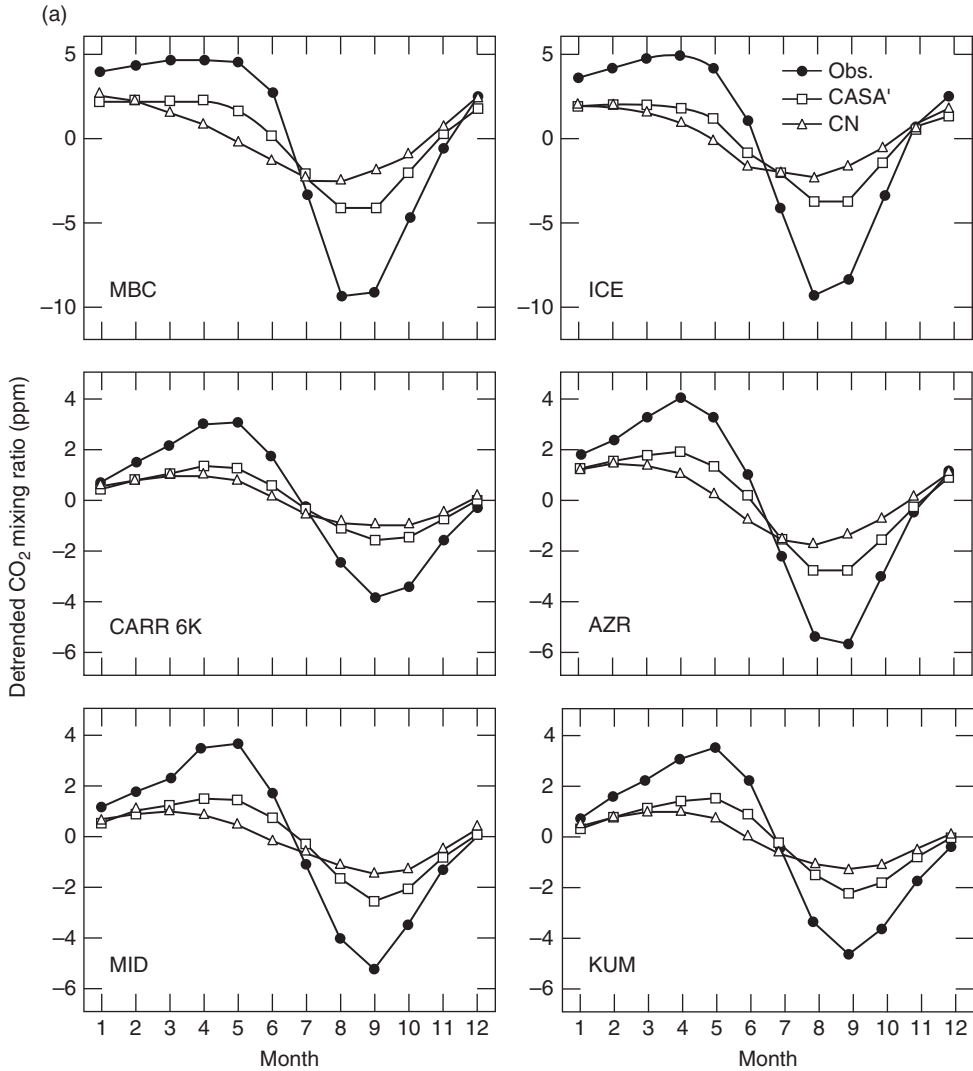 (a)
5
0
−5
−10
MBC
5
0
−5
−10
ICE
Obs.
CASA'
CN
Detrended CO2 mixing ratio (ppm)
4
2
0
−2
−4
−6
CARR 6K
4
2
0
−2
−4
−6
AZR
4
2
0
−2
−4
−6
MID
1 2 3 4 5 6 7 8 9 10 11 12
Month
4
2
0
−2
−4
−6
KUM
1 2 3 4 5 6 7 8 9 10 11 12
Month